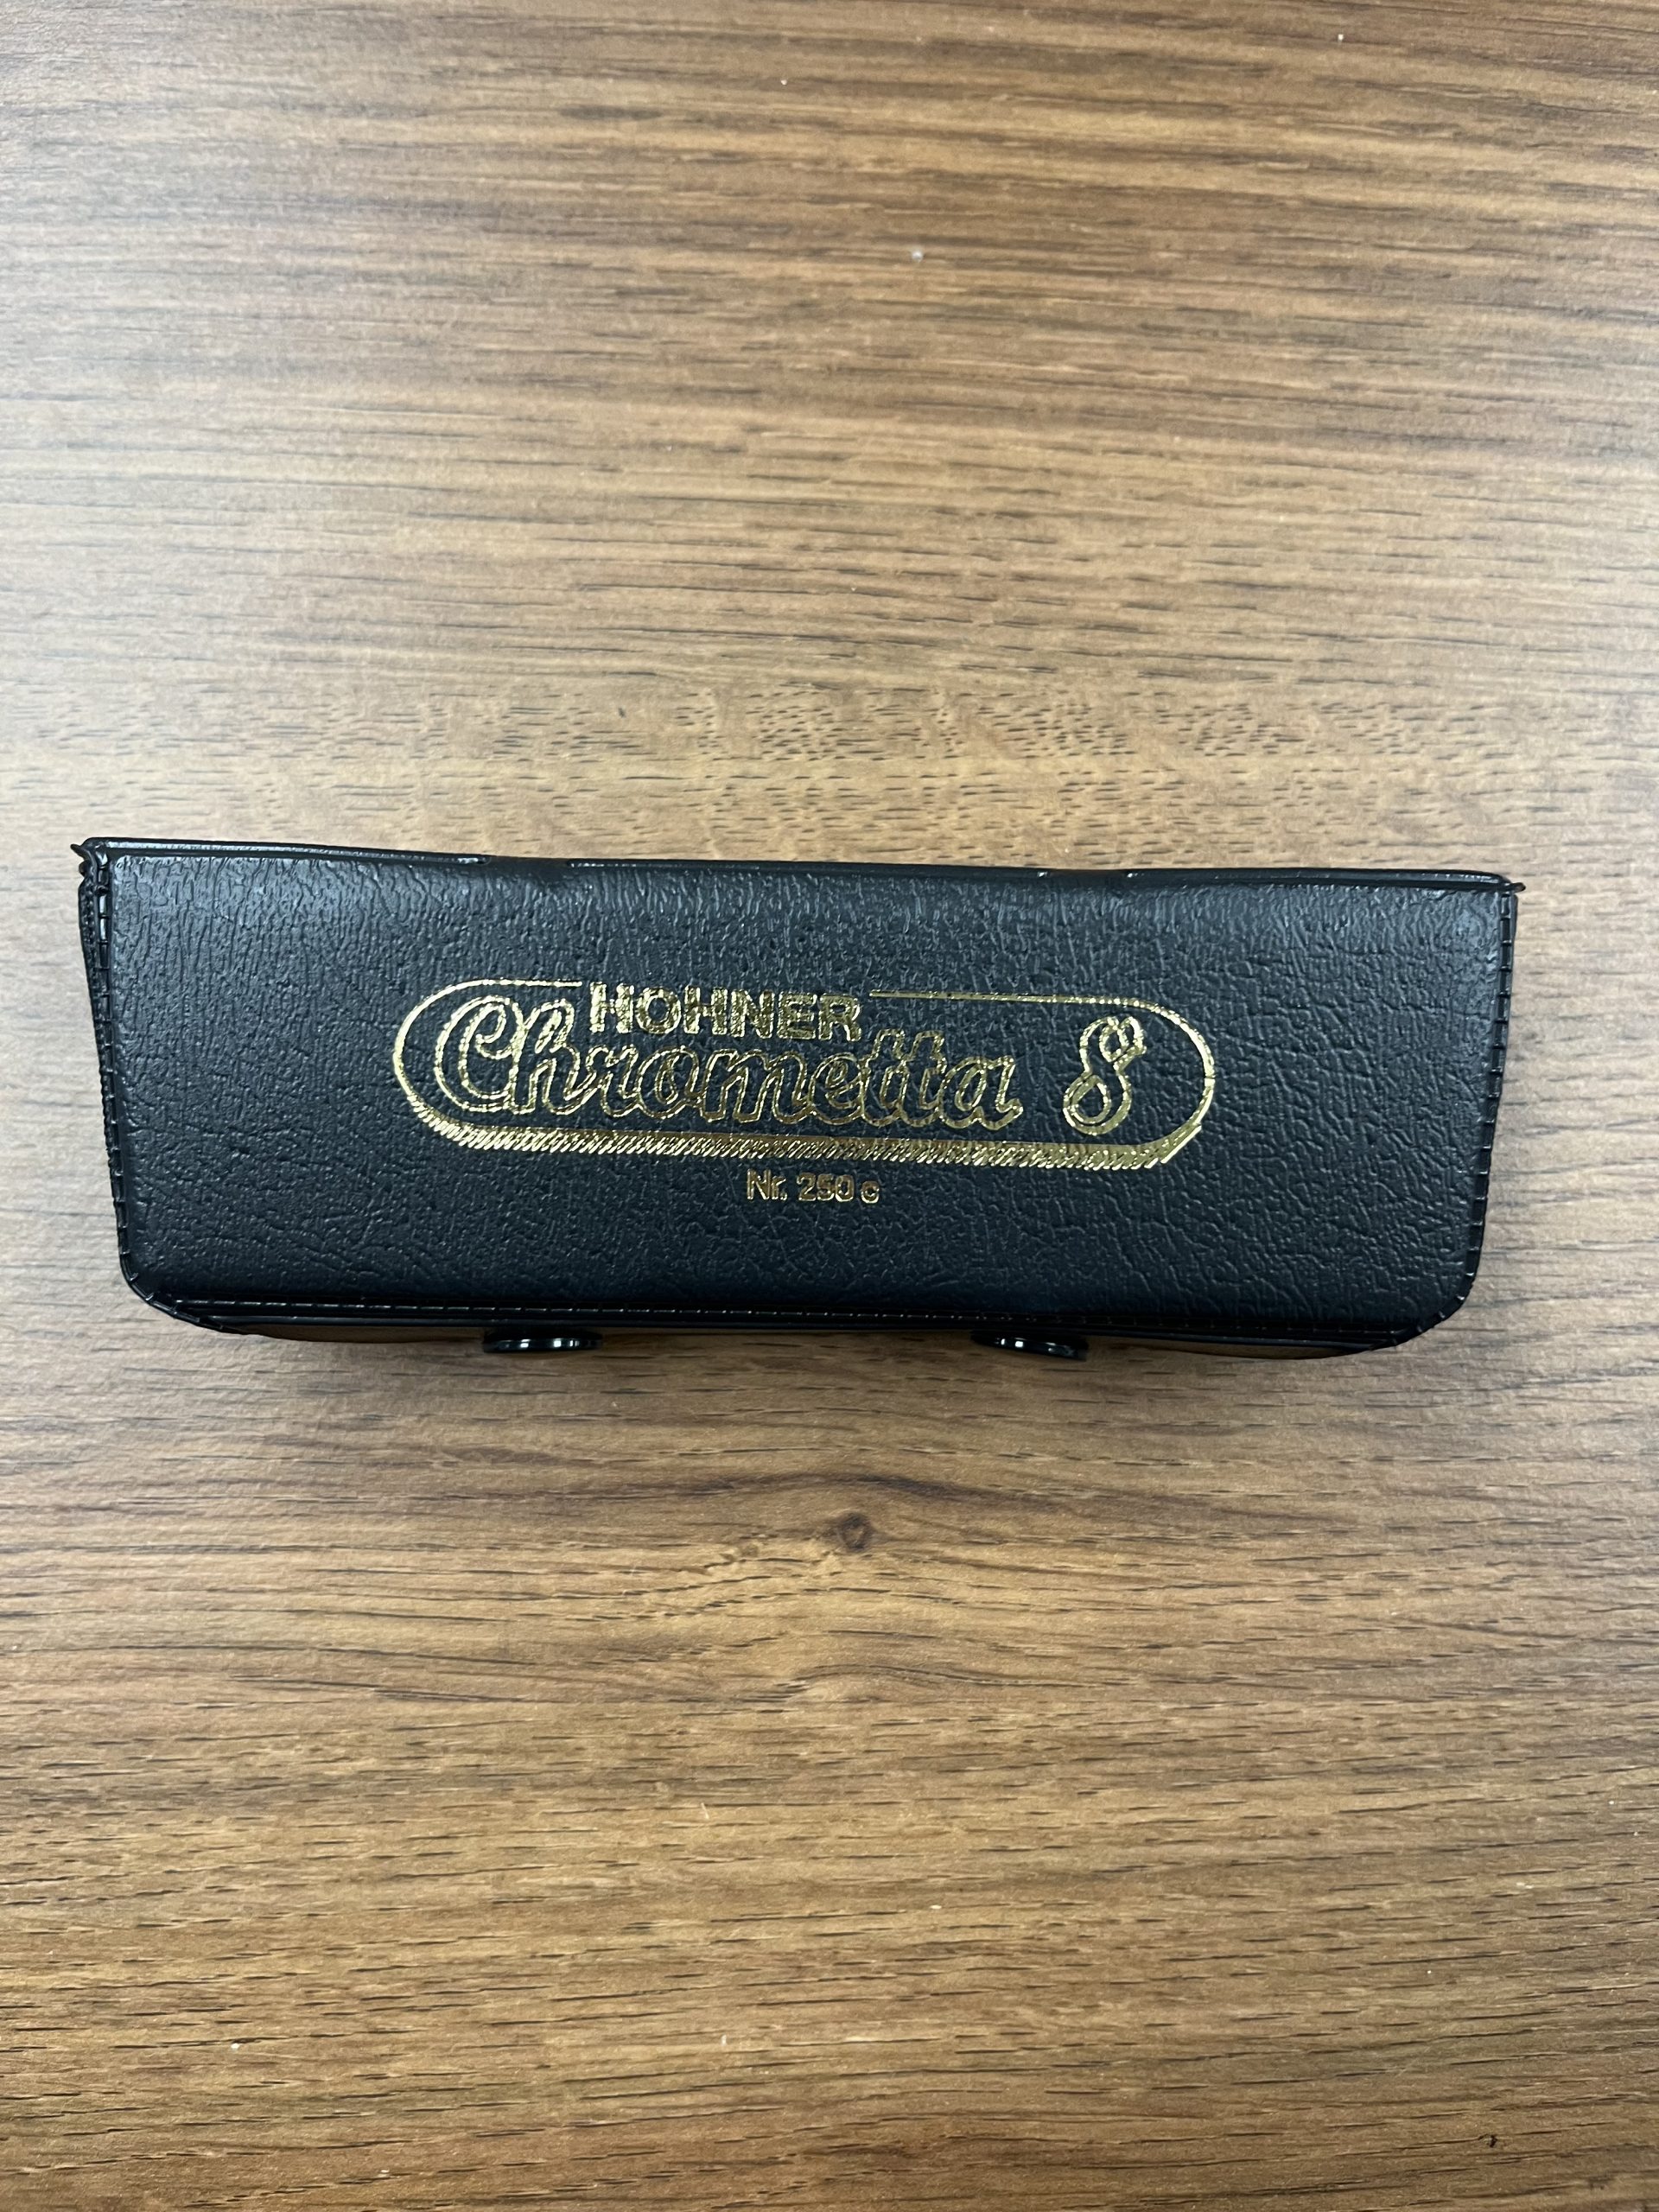 HOHNER
Chrometta 8
Nr. 250 c